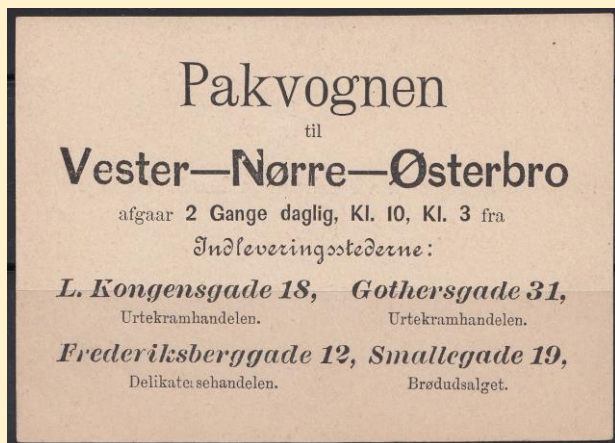 Pakvognen
til
Vester—Nørre—Østerbro
afgaar 2 Gange daglig, Kl. 10, Kl. 3 fra
Indleveringsstederne:
L. Kongensgade 18, Gothersgade 31,
Urtekramhandelen. Urtekramhandelen.
Frederiksberggade 12, Smallegade 19,
Delikatessehandelen. Brødudsalget.